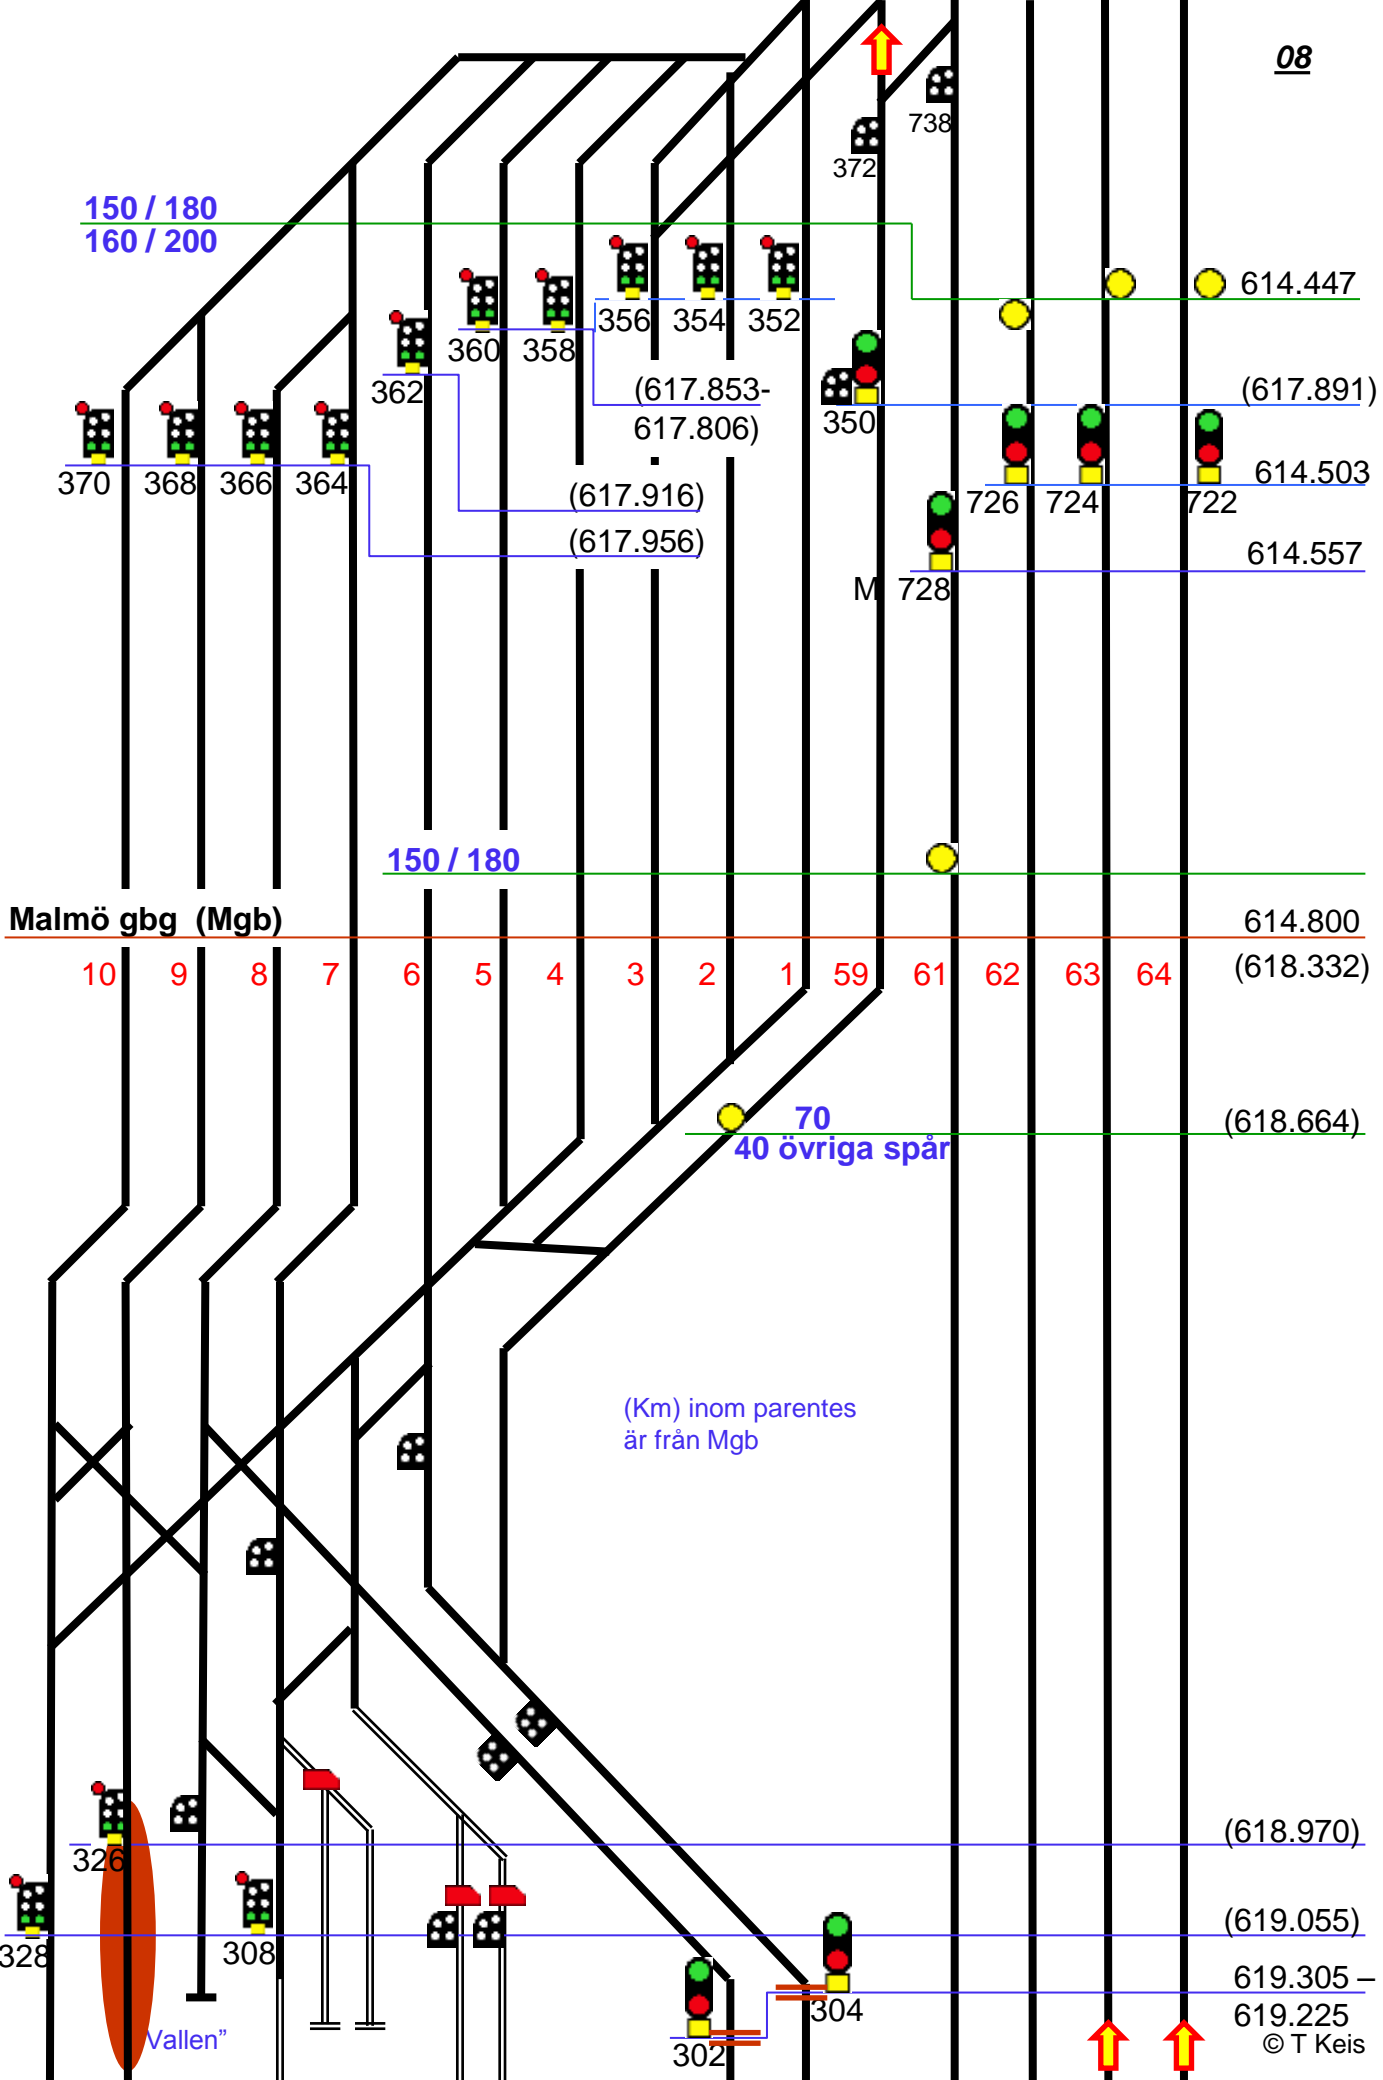 08
738
372
150 / 180
160 / 200
614.447
356 354 352
360 358
362
(617.853-
617.806)
350
(617.891)
370 368 366 364
(617.916)
726 724 722
614.503
(617.956)
614.557
M 728
150 / 180
Malmö gbg (Mgb)
614.800
10 9 8 7 6 5 4 3 2 1 59 61 62 63 64
(618.332)
70
40 övriga spår
(618.664)
(Km) inom parentes
är från Mgb
326
(618.970)
328
308
(619.055)
304
619.305 –
619.225
Vallen”
302
© T Keis